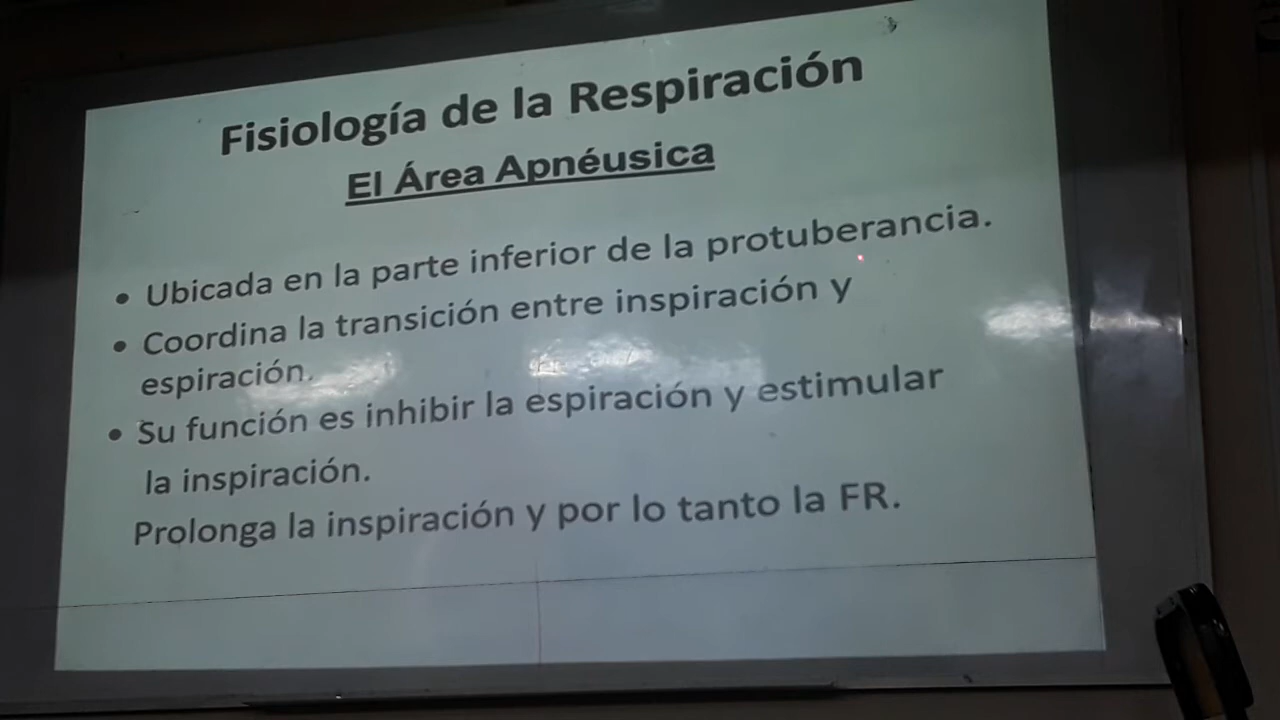 Fisiología de la Respiración
El Área Apnéusica
• Ubicada en la parte inferior de la protuberancia.
• Coordina la transición entre inspiración y
espiración.
• Su función es inhibir la espiración y estimular
la inspiración.
Prolonga la inspiración y por lo tanto la FR.